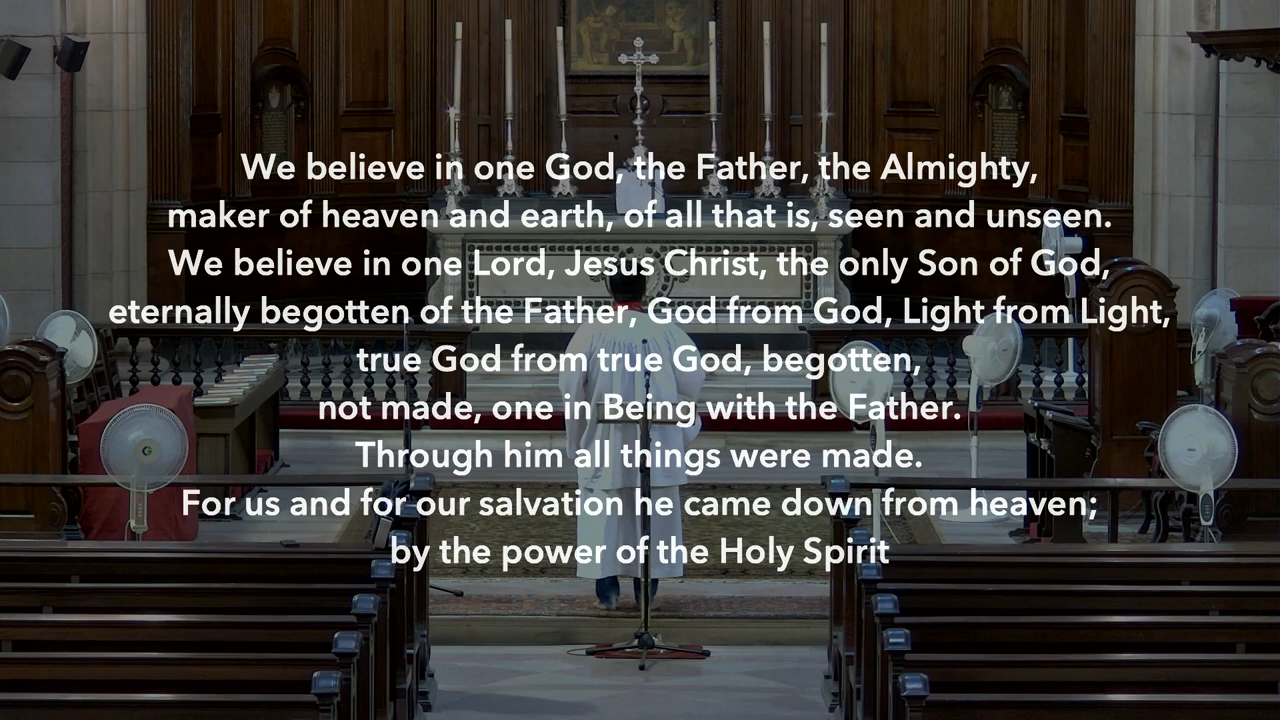 We believe in one God, the Father, the Almighty,
maker of heaven and earth, of all that is, seen and unseen.
We believe in one Lord, Jesus Christ, the only Son of God,
eternally begotten of the Father, God from God, Light from Light,
true God from true God, begotten,
not made, one in Being with the Father.
Through him all things were made.
For us and for our salvation he came down from heaven;
by the power of the Holy Spirit